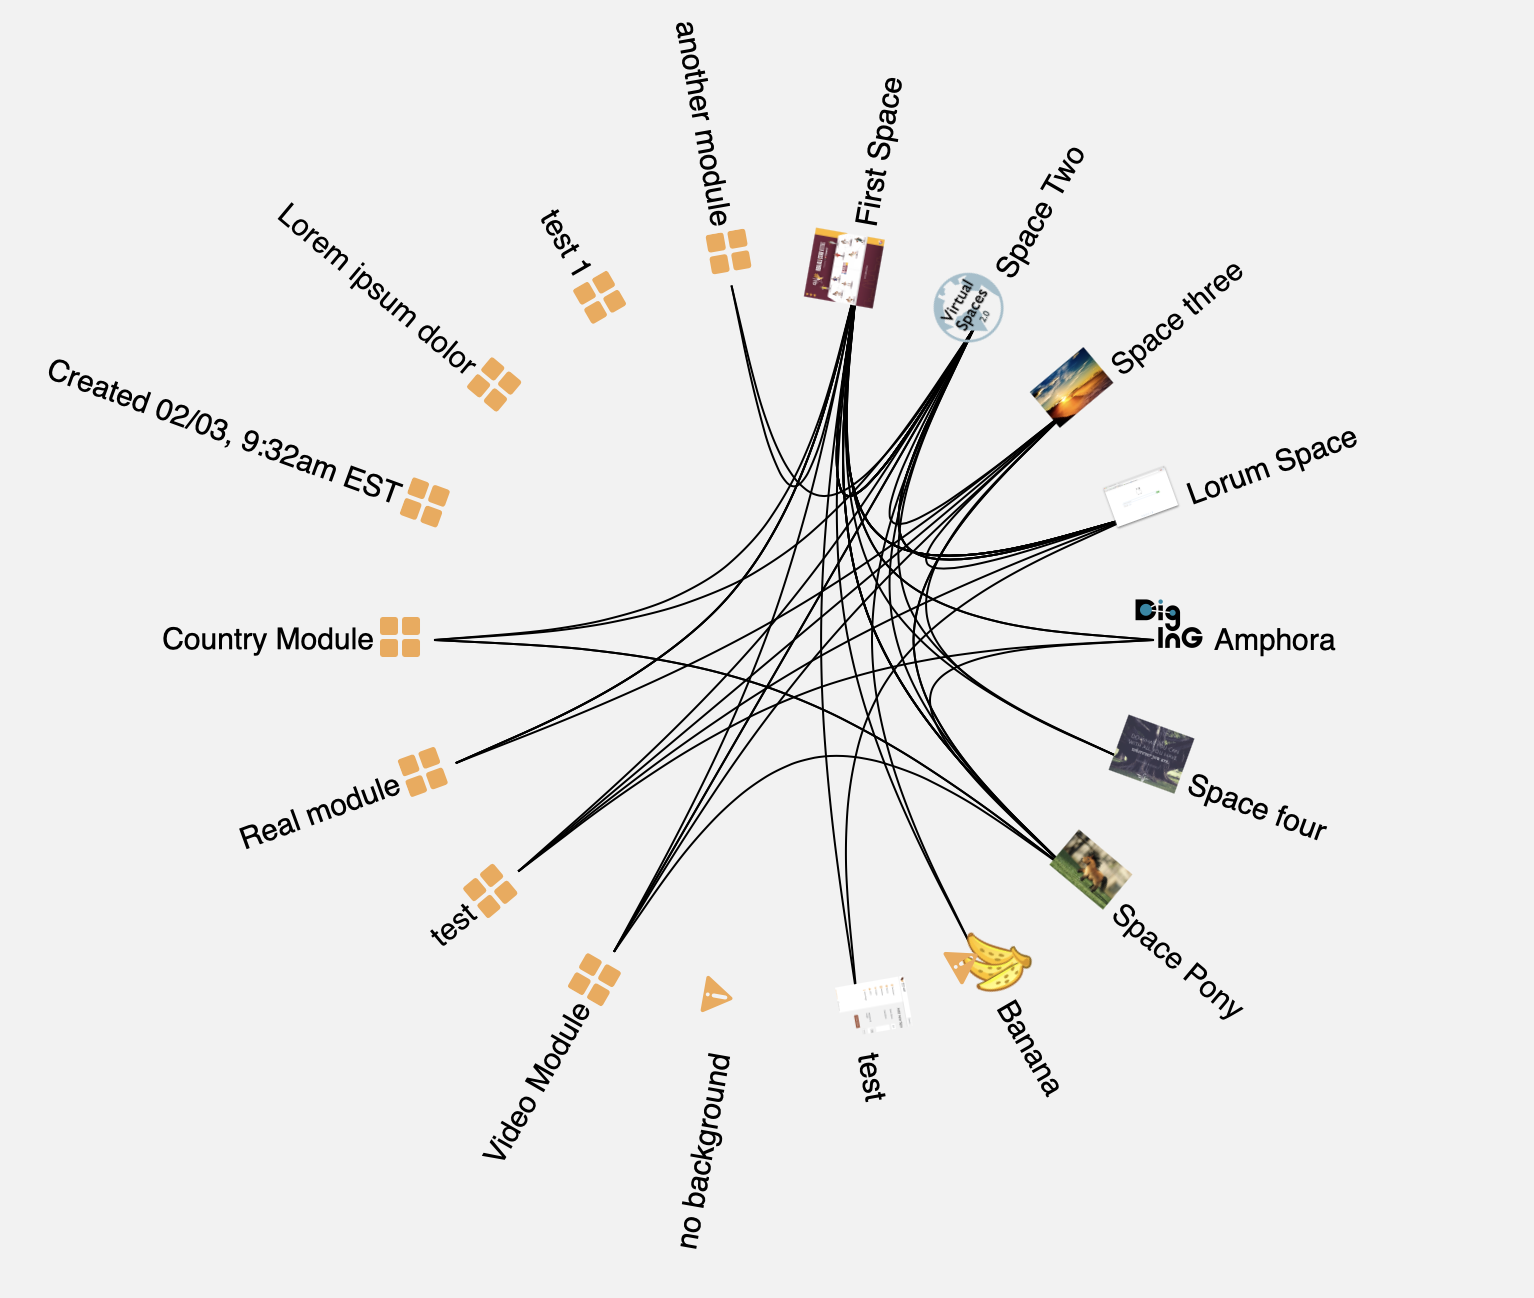 another module
First Space
Space Two
Virtual
Spaces
2.0
Space three
Lorum Space
Dig
InG
Amphora
Space four
Space Pony
Banana
test
no background
Video Module
test
Real module
Country Module
Created 02/03, 9:32am EST
Lorem ipsum dolor
test 1